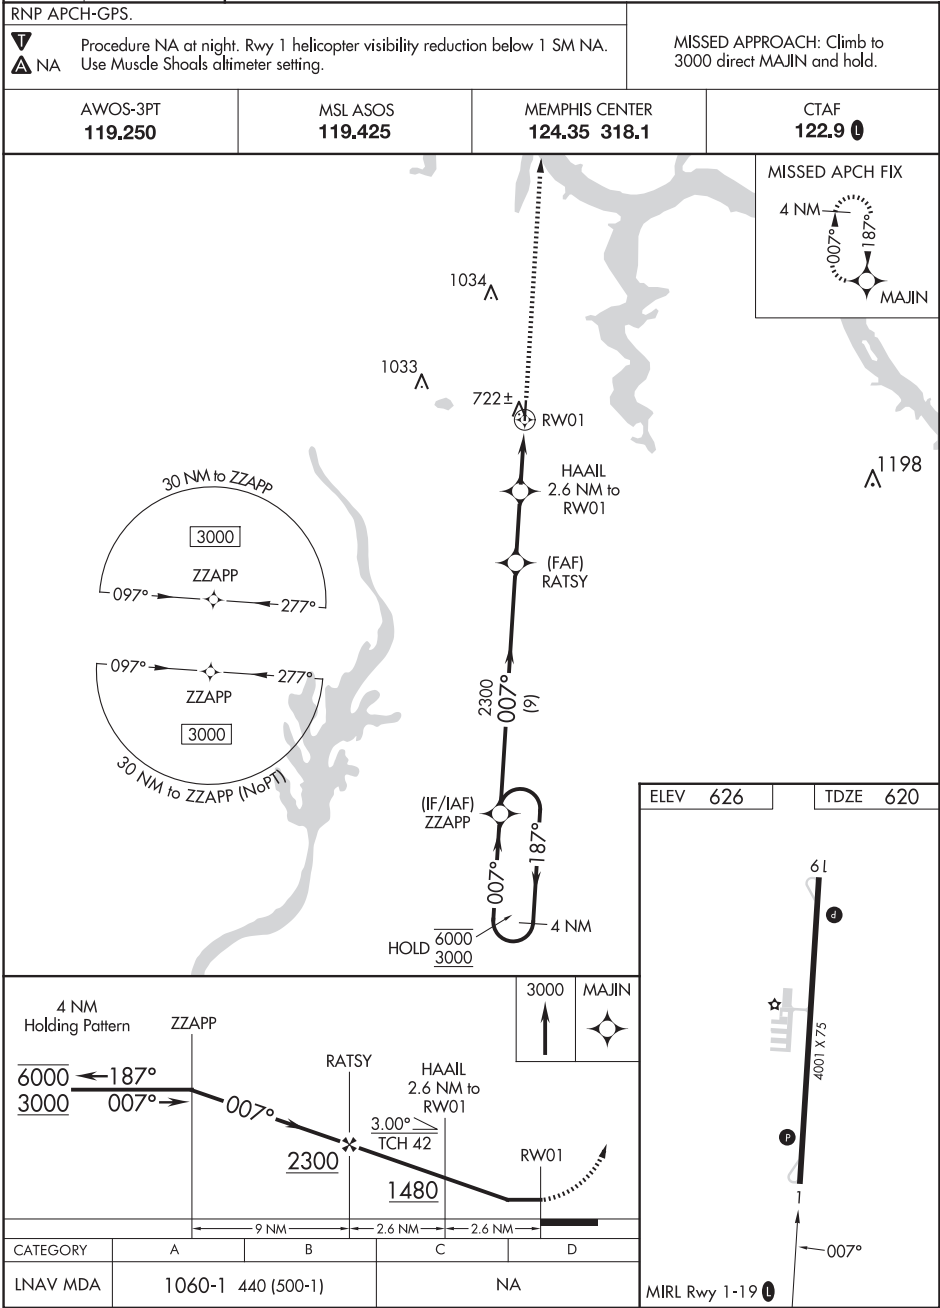 RNP APCH-GPS.
T
A NA
Procedure NA at night. Rwy 1 helicopter visibility reduction below 1 SM NA.
Use Muscle Shoals altimeter setting.
MISSED APPROACH: Climb to
3000 direct MAJIN and hold.
AWOS-3PT
119.250
MSL ASOS
119.425
MEMPHIS CENTER
124.35 318.1
CTAF
122.9 L
MISSED APCH FIX
4 NM
007°
187°
MAJIN
1034
1033
722±
RW01
1198
HAAIL
2.6 NM to
RW01
(FAF)
RATSY
30 NM to ZZAPP
3000
ZZAPP
097°
277°
097°
277°
ZZAPP
3000
30 NM to ZZAPP (NoPT)
2300
007°
(9)
(IF/IAF)
ZZAPP
007°
187°
4 NM
HOLD
6000
3000
ELEV 626
TDZE 620
19
P
4001 X 75
P
1
007°
MIRL Rwy 1-19 L
4 NM
Holding Pattern
ZZAPP
6000
3000
187°
007°
007°
RATSY
2300
3.00°
TCH 42
HAAIL
2.6 NM to
RW01
1480
RW01
3000
MAJIN
9 NM
2.6 NM
2.6 NM
CATEGORY
A
B
C
D
LNAV MDA
1060-1 440 (500-1)
NA